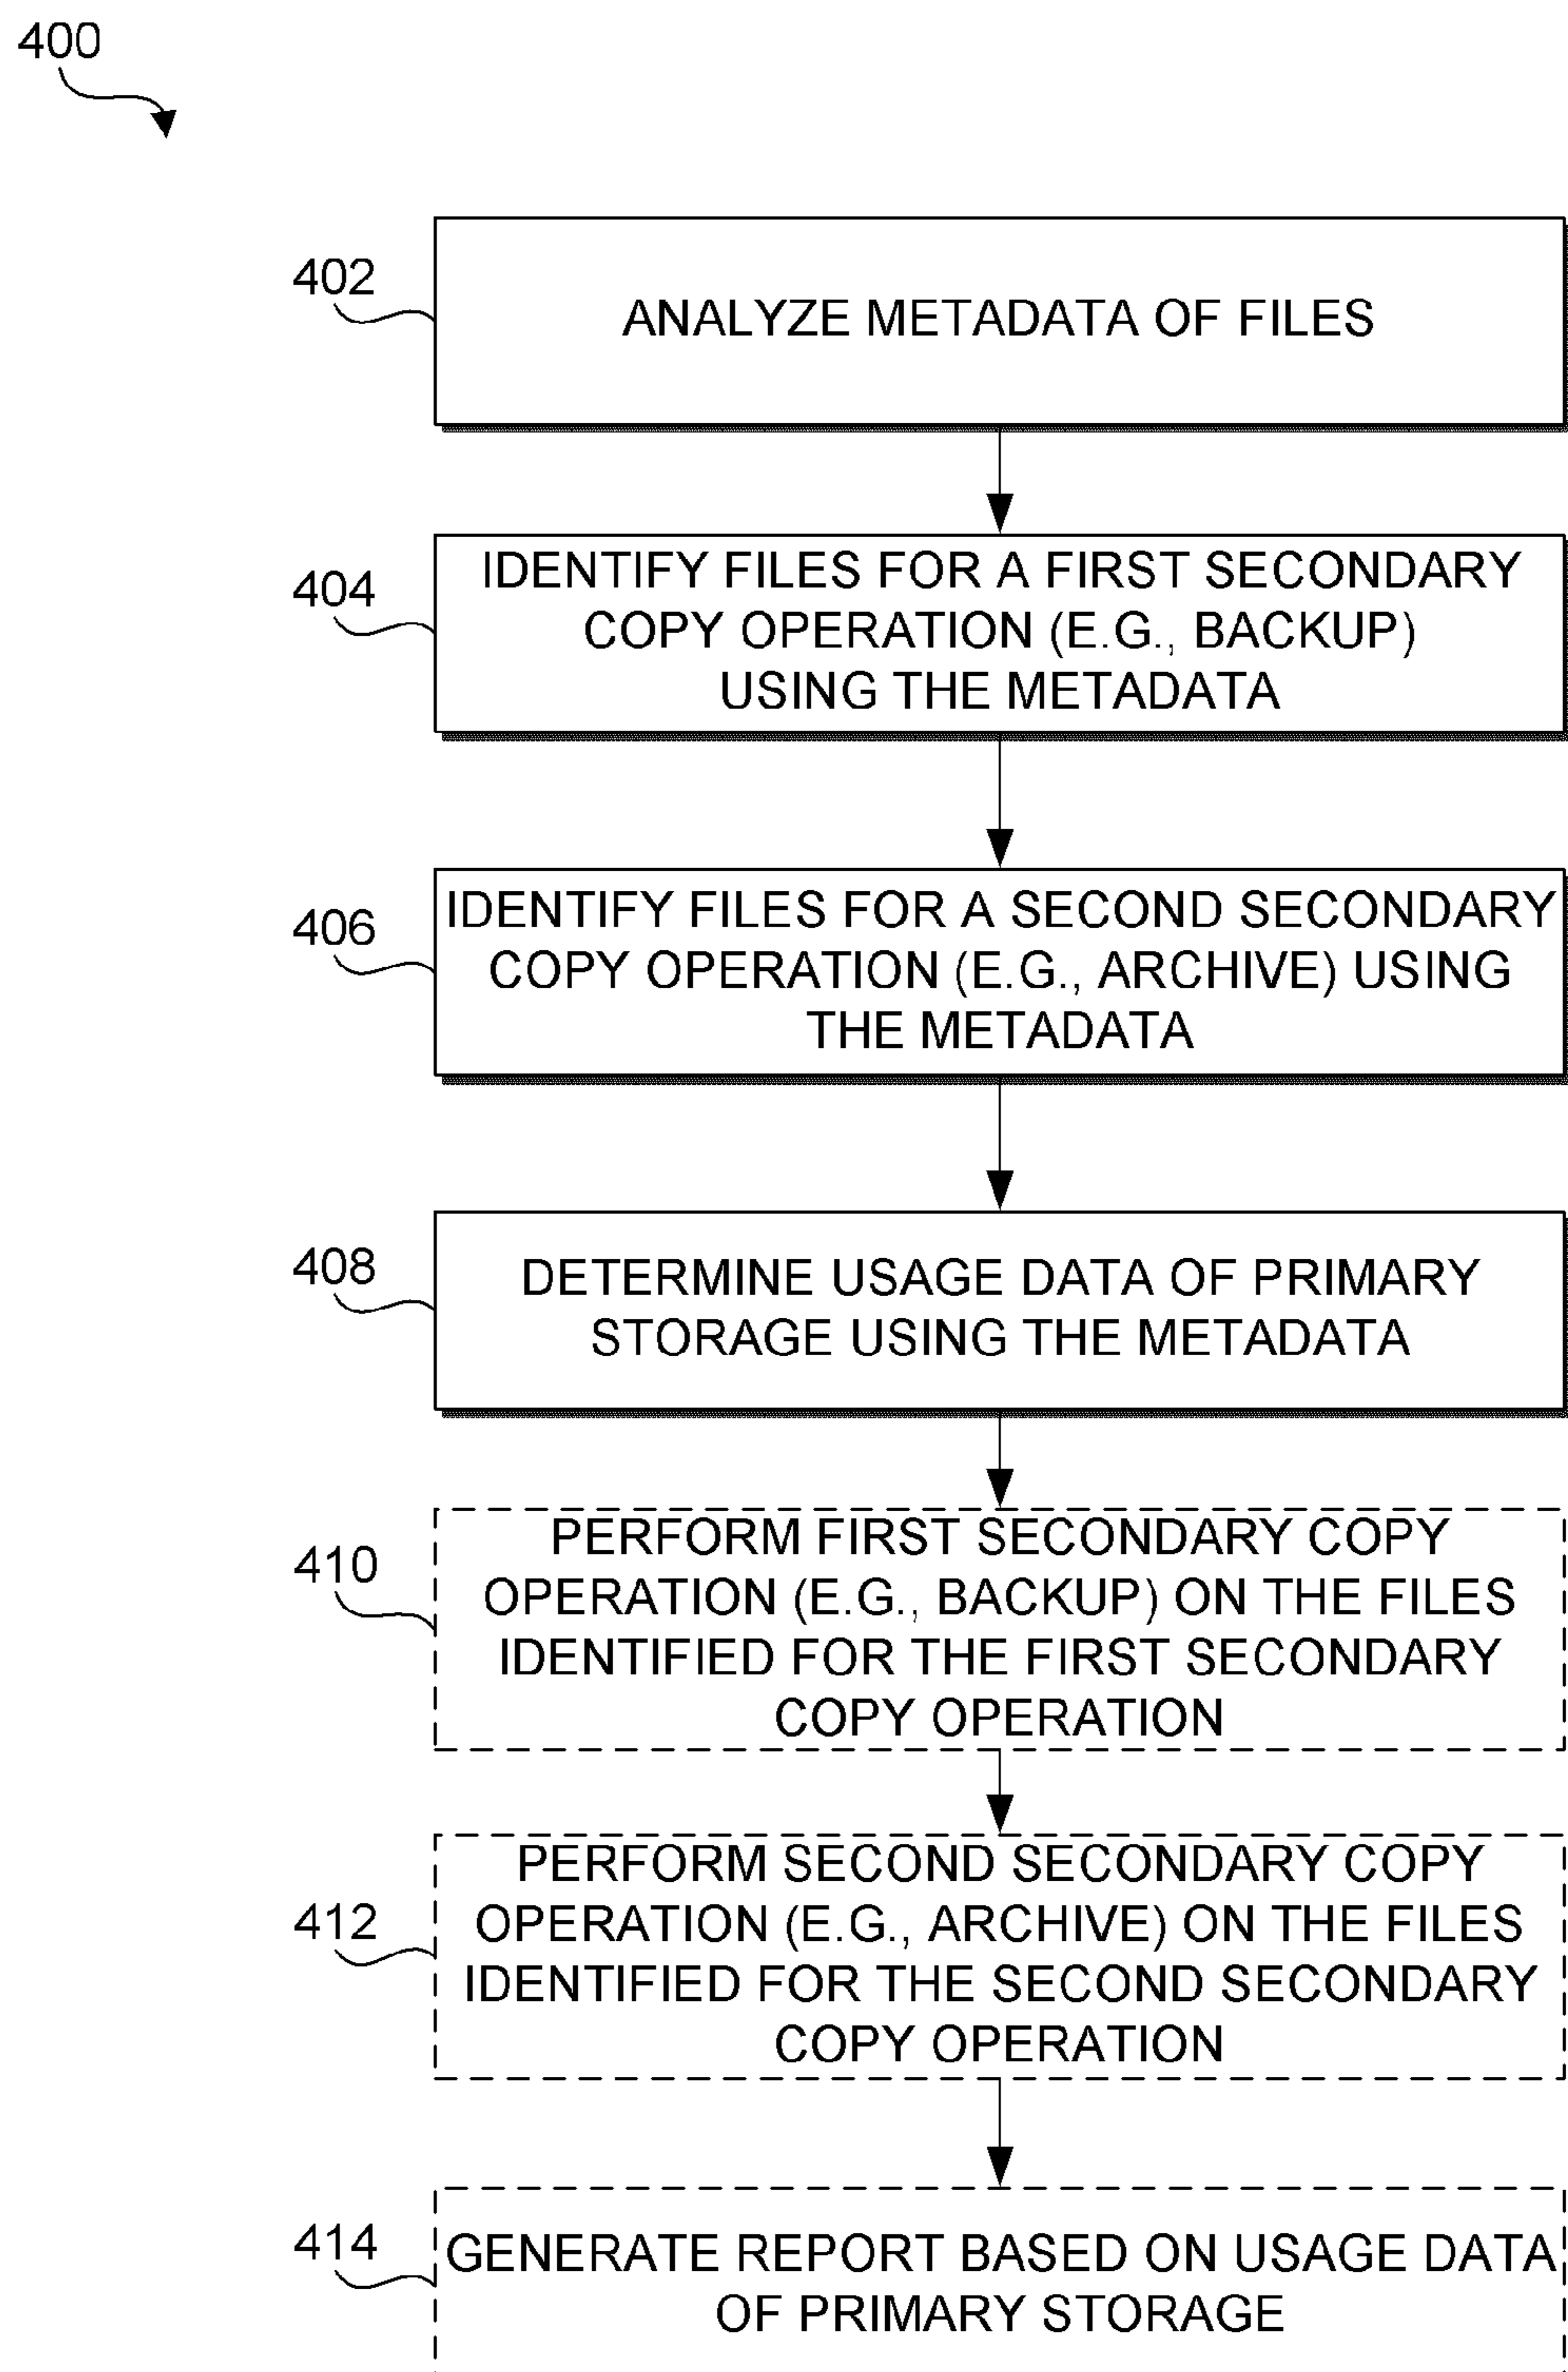 400
402
ANALYZE METADATA OF FILES
404
IDENTIFY FILES FOR A FIRST SECONDARY
COPY OPERATION (E.G., BACKUP)
USING THE METADATA
406
IDENTIFY FILES FOR A SECOND SECONDARY
COPY OPERATION (E.G., ARCHIVE) USING
THE METADATA
408
DETERMINE USAGE DATA OF PRIMARY
STORAGE USING THE METADATA
410
PERFORM FIRST SECONDARY COPY
OPERATION (E.G., BACKUP) ON THE FILES
IDENTIFIED FOR THE FIRST SECONDARY
COPY OPERATION
412
PERFORM SECOND SECONDARY COPY
OPERATION (E.G., ARCHIVE) ON THE FILES
IDENTIFIED FOR THE SECOND SECONDARY
COPY OPERATION
414
GENERATE REPORT BASED ON USAGE DATA
OF PRIMARY STORAGE